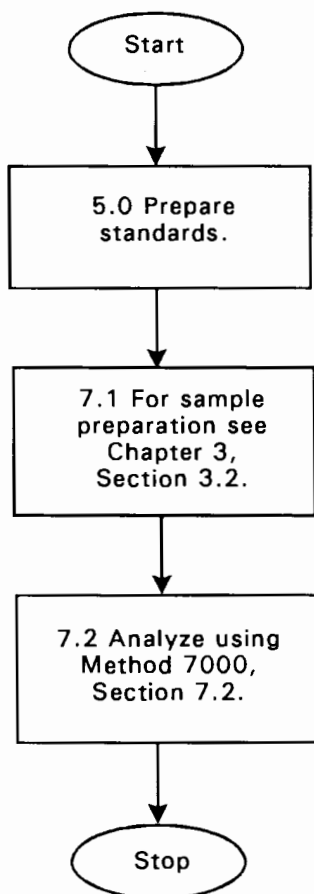 Start
5.0 Prepare
standards.
7.1 For sample
preparation see
Chapter 3,
Section 3.2.
7.2 Analyze using
Method 7000,
Section 7.2.
Stop